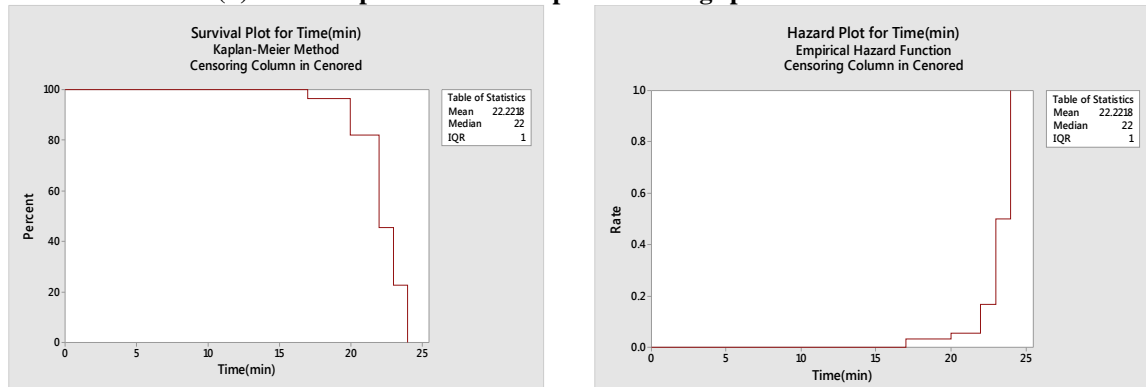 Survival Plot for Time(min)
Kaplan-Meier Method
Censoring Column in Cenored
100
80
60
40
20
0
Percent
0 5 10 15 20 25
Time(min)
Table of Statistics
Mean 22.2218
Median 22
IQR 1
Hazard Plot for Time(min)
Empirical Hazard Function
Censoring Column in Cenored
1.0
0.8
0.6
0.4
0.2
0.0
Rate
0 5 10 15 20 25
Time(min)
Table of Statistics
Mean 22.2218
Median 22
IQR 1